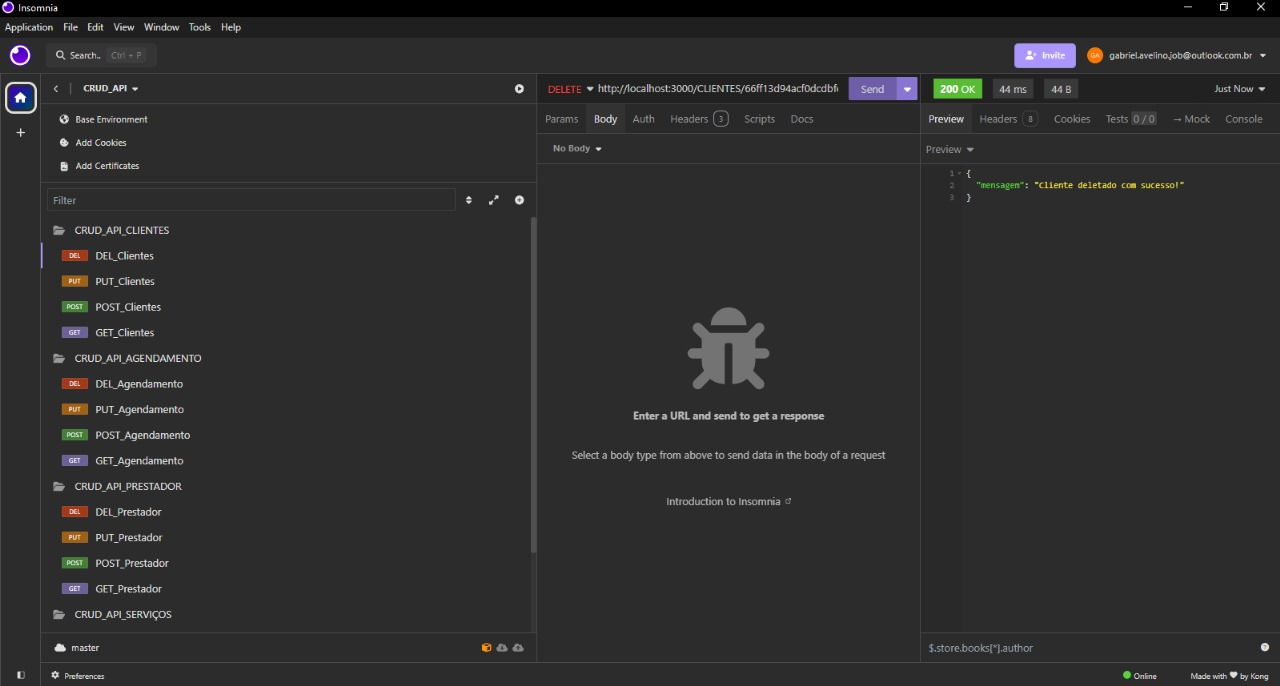 Insomnia
Application File Edit View Window Tools Help
Search.. Ctrl + P
Invite
GA gabriel.avelino.job@outlook.com.br
CRUD_API
Base Environment
Add Cookies
Add Certificates
Filter
CRUD_API_CLIENTES
DEL DEL_Clientes
PUT PUT_Clientes
POST POST_Clientes
GET GET_Clientes
CRUD_API_AGENDAMENTO
DEL DEL_Agendamento
PUT PUT_Agendamento
POST POST_Agendamento
GET GET_Agendamento
CRUD_API_PRESTADOR
DEL DEL_Prestador
PUT PUT_Prestador
POST POST_Prestador
GET GET_Prestador
CRUD_API_SERVIÇOS
master
Preferences
DELETE http://localhost:3000/CLIENTES/66ff13d94acf0dcdbf Send
Params Body Auth Headers 3 Scripts Docs
No Body
Enter a URL and send to get a response
Select a body type from above to send data in the body of a request
Introduction to Insomnia
200 OK 44 ms 44 B Just Now
Preview Headers 8 Cookies Tests 0 / 0 → Mock Console
Preview
1 {
2 "mensagem": "Cliente deletado com sucesso!"
3 }
$.store.books[*].author
Online Made with ♥ by Kong